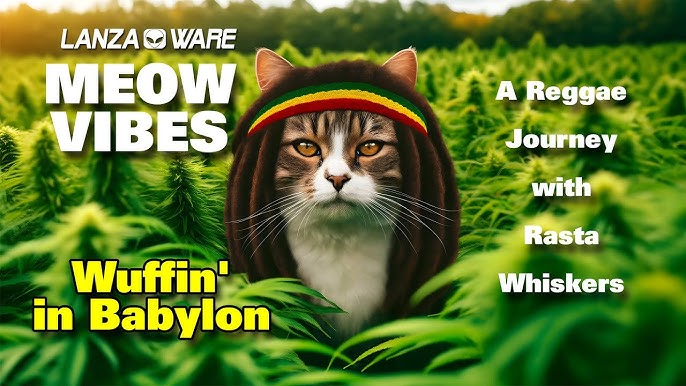 LANZA WARE
MEOW
VIBES
Wuffin'
in Babylon
A Reggae
Journey
with
Rasta
Whiskers